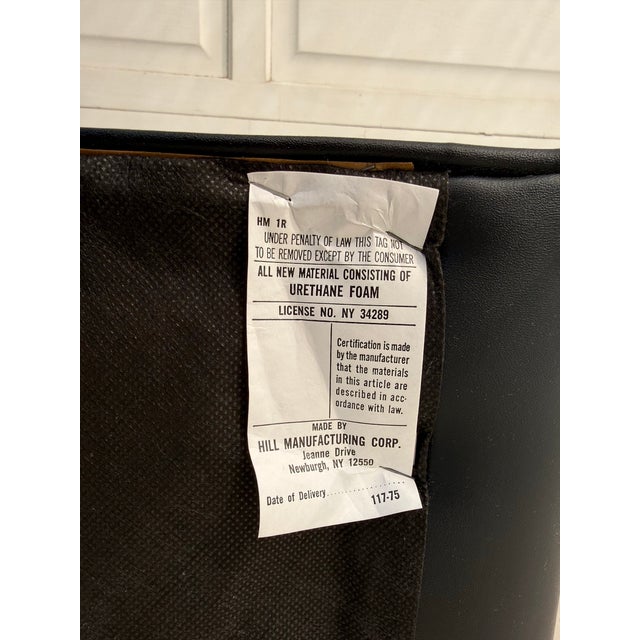 HM 1R
UNDER PENALTY OF LAW THIS TAG NOT
TO BE REMOVED EXCEPT BY THE CONSUMER
ALL NEW MATERIAL CONSISTING OF
URETHANE FOAM
LICENSE NO. NY 34289
Certification is made
by the manufacturer
that the materials
in this article are
described in acc-
ordance with law.
MADE BY
HILL MANUFACTURING CORP.
Jeanne Drive
Newburgh, NY 12550
Date of Delivery.............. 117-75